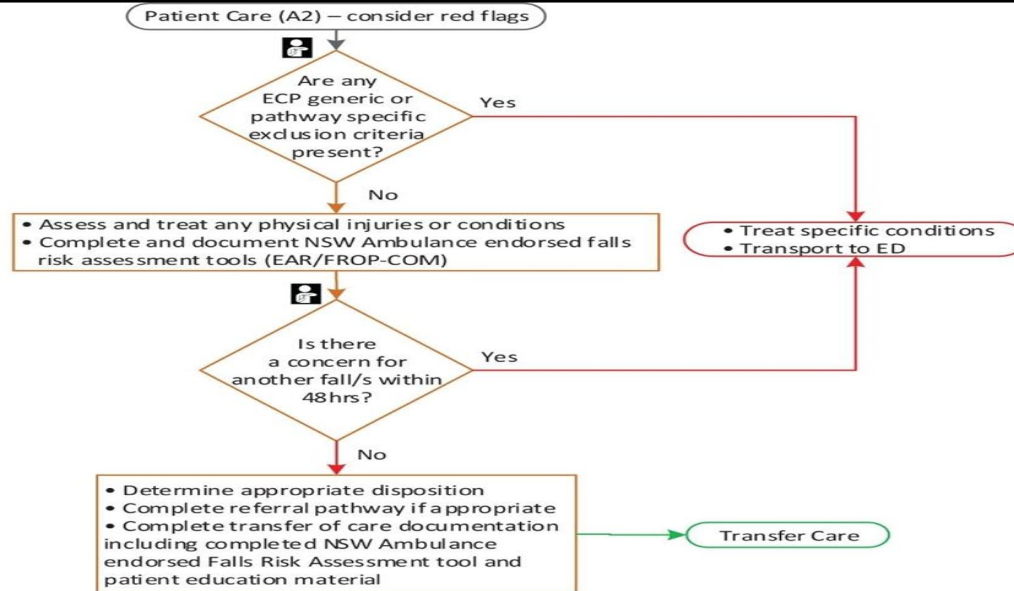 Patient Care (A2) – consider red flags
Are any
ECP generic or
pathway specific
exclusion criteria
present?
Yes
No
• Assess and treat any physical injuries or conditions
• Complete and document NSW Ambulance endorsed falls
risk assessment tools (EAR/FROP-COM)
• Treat specific conditions
• Transport to ED
Is there
a concern for
another fall/s within
48hrs?
Yes
No
• Determine appropriate disposition
• Complete referral pathway if appropriate
• Complete transfer of care documentation
including completed NSW Ambulance
endorsed Falls Risk Assessment tool and
patient education material
Transfer Care